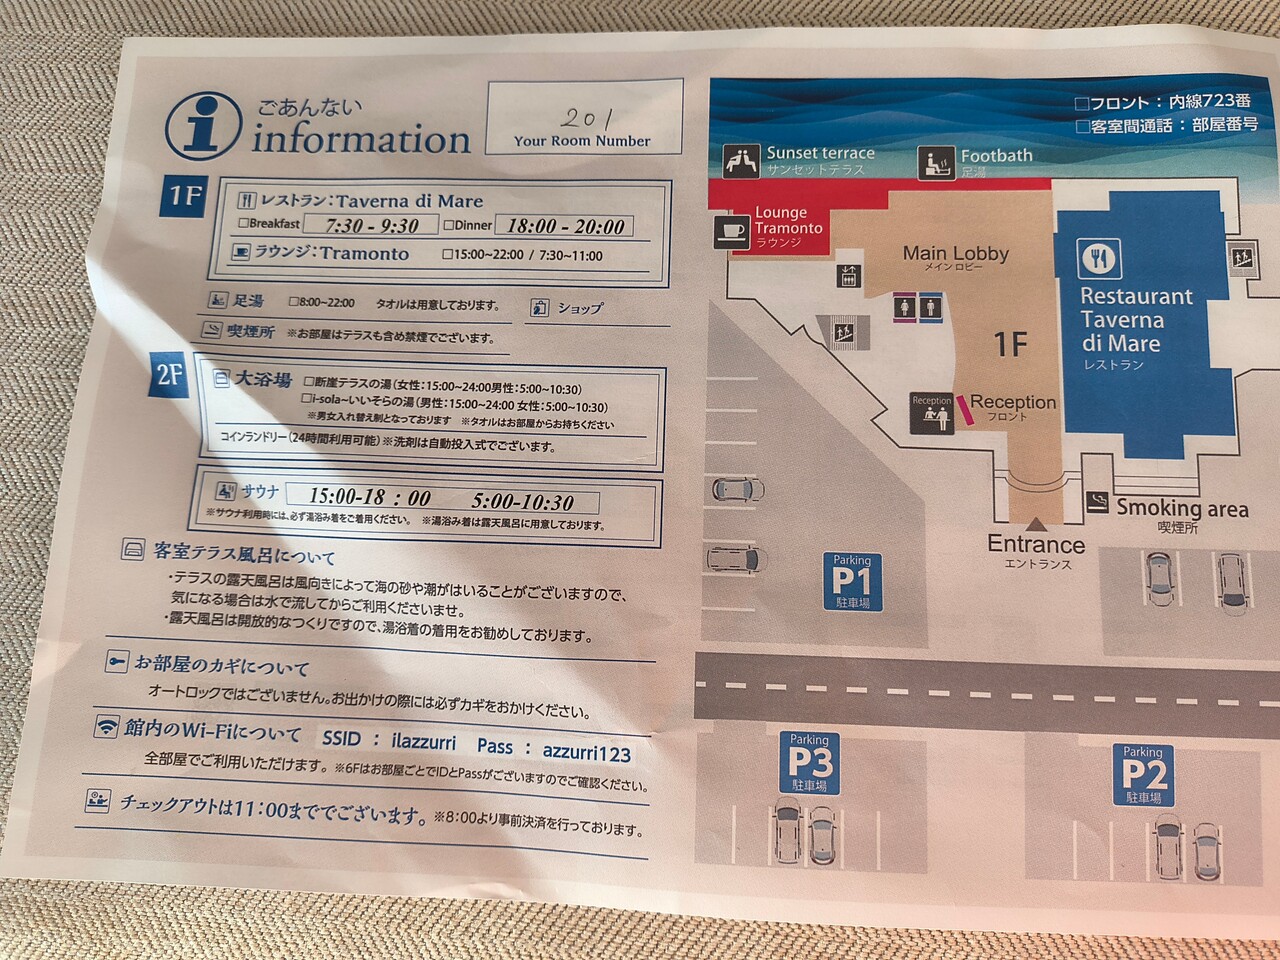 ごあんない
information
201
Your Room Number
1F
レストラン:Taverna di Mare
□Breakfast 7:30 - 9:30 □Dinner 18:00 - 20:00
ラウンジ:Tramonto □15:00~22:00 / 7:30~11:00
足湯 □8:00~22:00 タオルは用意しております。 ショップ
喫煙所 ※お部屋はテラスも含め禁煙でございます。
2F
大浴場 □断崖テラスの湯(女性:15:00~24:00男性:5:00~10:30)
□i-sola~いいそらの湯(男性:15:00~24:00 女性:5:00~10:30)
※男女入れ替え制となっております ※タオルはお部屋からお持ちください
コインランドリー(24時間利用可能)※洗剤は自動投入式でございます。
サウナ 15:00-18:00 5:00-10:30
※サウナ利用時には、必ず湯浴み着をご着用ください。 ※湯浴み着は露天風呂に用意しております。
客室テラス風呂について
・テラスの露天風呂は風向きによって海の砂や潮がはいることがございますので、
気になる場合は水で流してからご利用くださいませ。
・露天風呂は開放的なつくりですので、湯浴着の着用をお勧めしております。
お部屋のカギについて
オートロックではございません。お出かけの際には必ずカギをおかけください。
館内のWi-Fiについて SSID : ilazzurri Pass : azzurri123
全部屋でご利用いただけます。 ※6Fはお部屋ごとでIDとPassがございますのでご確認ください。
チェックアウトは11:00まででございます。 ※8:00より事前決済を行っております。
□フロント:内線723番
□客室間通話:部屋番号
Sunset terrace
サンセットテラス
Footbath
足湯
Lounge
Tramonto
ラウンジ
Main Lobby
メインロビー
Restaurant
Taverna
di Mare
レストラン
1F
Reception
Reception
フロント
Smoking area
喫煙所
Entrance
エントランス
Parking
P1
駐車場
Parking
P3
駐車場
Parking
P2
駐車場